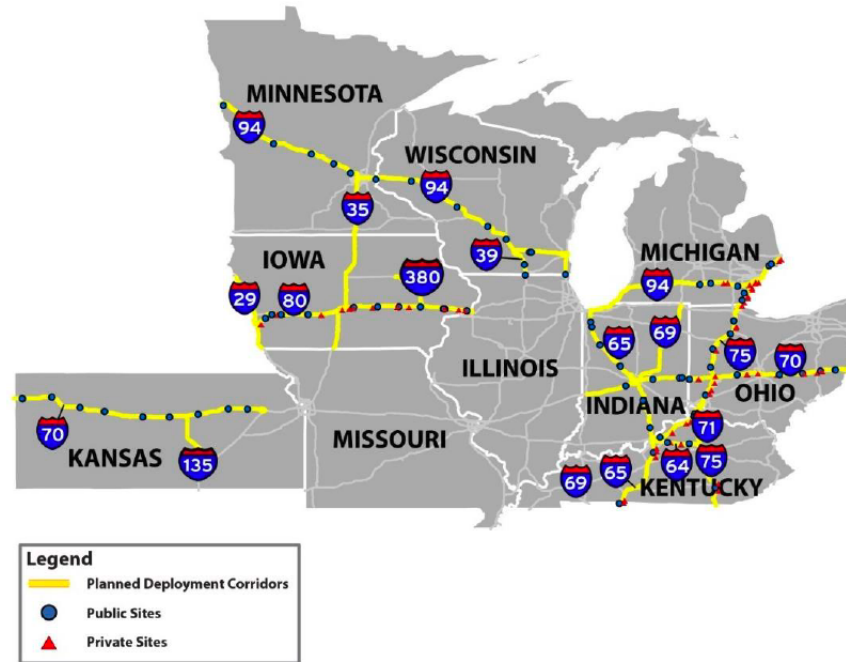 MINNESOTA
94
WISCONSIN
94
35
39
IOWA
380
29
80
MICHIGAN
94
65
69
75
70
ILLINOIS
INDIANA
OHIO
71
70
KANSAS
135
MISSOURI
69
65
64
75
KENTUCKY
Legend
Planned Deployment Corridors
Public Sites
Private Sites